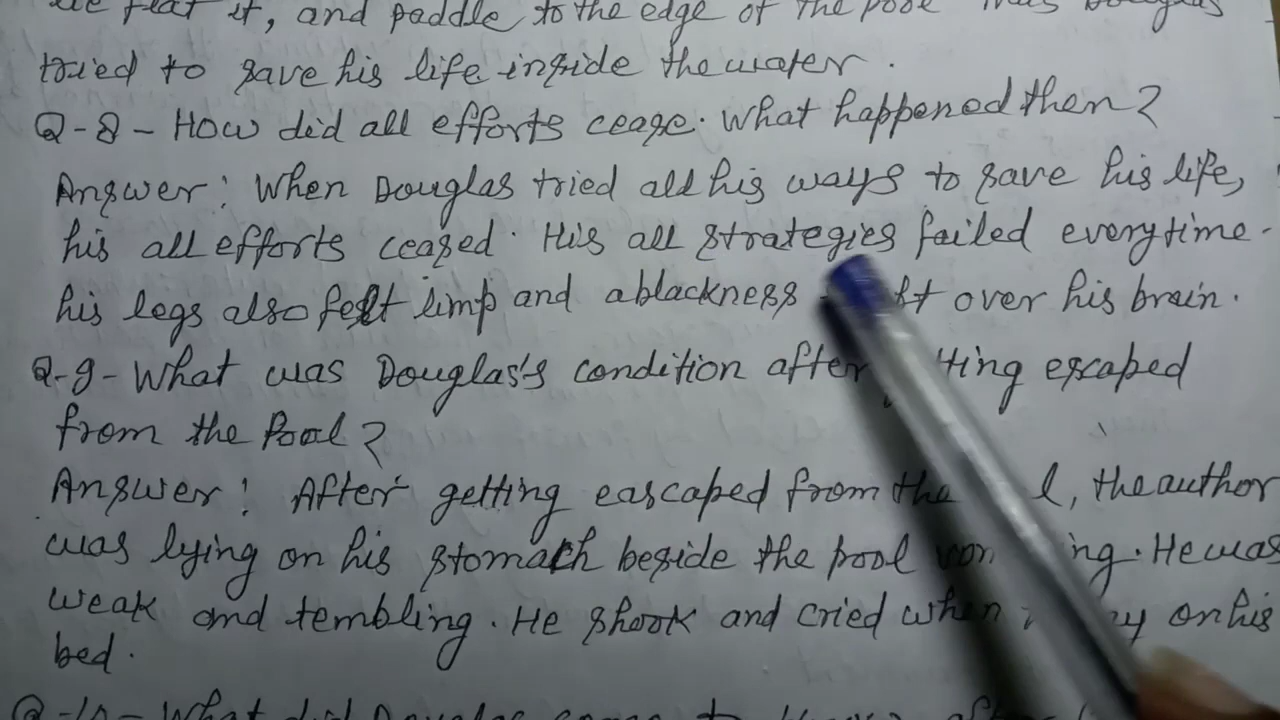 it, and paddle to the edge of the pool
tried to save his life inside the water.
Q-8- How did all efforts cease. What happened then?
Answer: When Douglas tried all his ways to save his life,
his all efforts ceased. His all strategies failed everytime.
his legs also felt limp and a blackness over his brain.
Q-9- What was Douglas's condition after escaped
from the Pool?
Answer: After getting eascaped from the, the author
was lying on his stomach beside the pool. He was
weak and tembling. He shook and cried when on his
bed.
What did Douglas